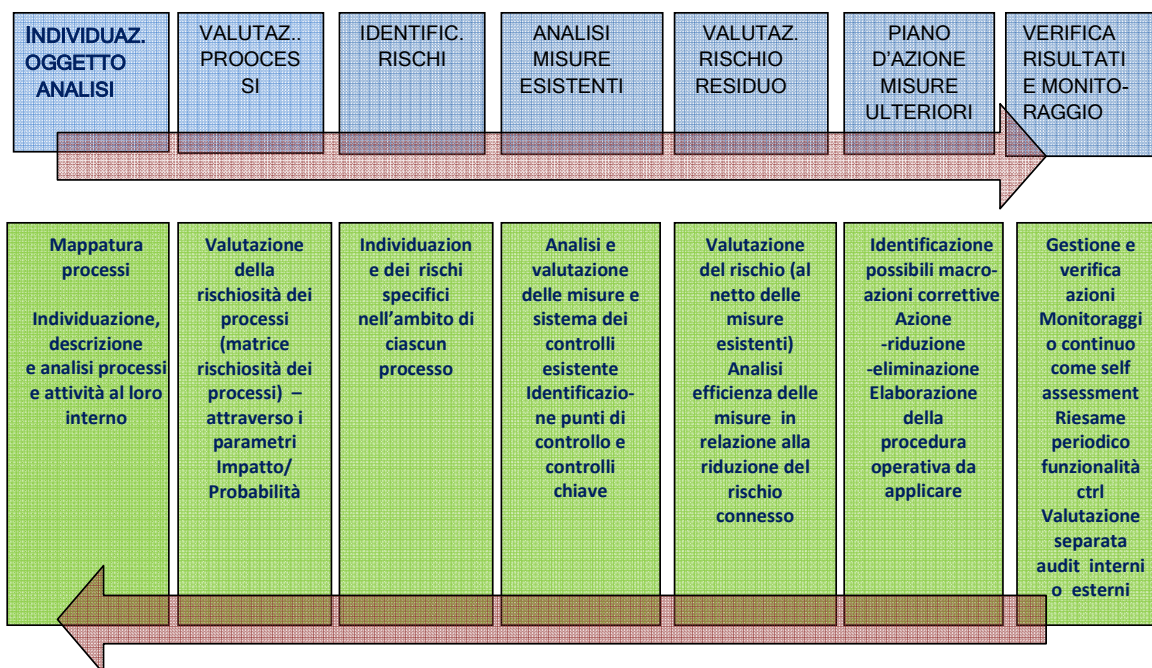 INDIVIDUAZ.
OGGETTO
ANALISI
VALUTAZ..
PROOCES
SI
IDENTIFIC.
RISCHI
ANALISI
MISURE
ESISTENTI
VALUTAZ.
RISCHIO
RESIDUO
PIANO
D'AZIONE
MISURE
ULTERIORI
VERIFICA
RISULTATI
E MONITO-
RAGGIO
Mappatura
processi
Individuazione,
descrizione
e analisi processi
e attività al loro
interno
Valutazione
della
rischiosità dei
processi
(matrice
rischiosità dei
processi) –
attraverso i
parametri
Impatto/
Probabilità
Individuazion
e dei rischi
specifici
nell'ambito di
ciascun
processo
Analisi e
valutazione
delle misure e
sistema dei
controlli
esistente
Identificazio-
ne punti di
controllo e
controlli
chiave
Valutazione
del rischio (al
netto delle
misure
esistenti)
Analisi
efficienza delle
misure in
relazione alla
riduzione del
rischio
connesso
Identificazione
possibili macro-
azioni correttive
Azione
-riduzione
-eliminazione
Elaborazione
della
procedura
operativa da
applicare
Gestione e
verifica
azioni
Monitoraggi
o continuo
come self
assessment
Riesame
periodico
funzionalità
ctrl
Valutazione
separata
audit interni
o esterni